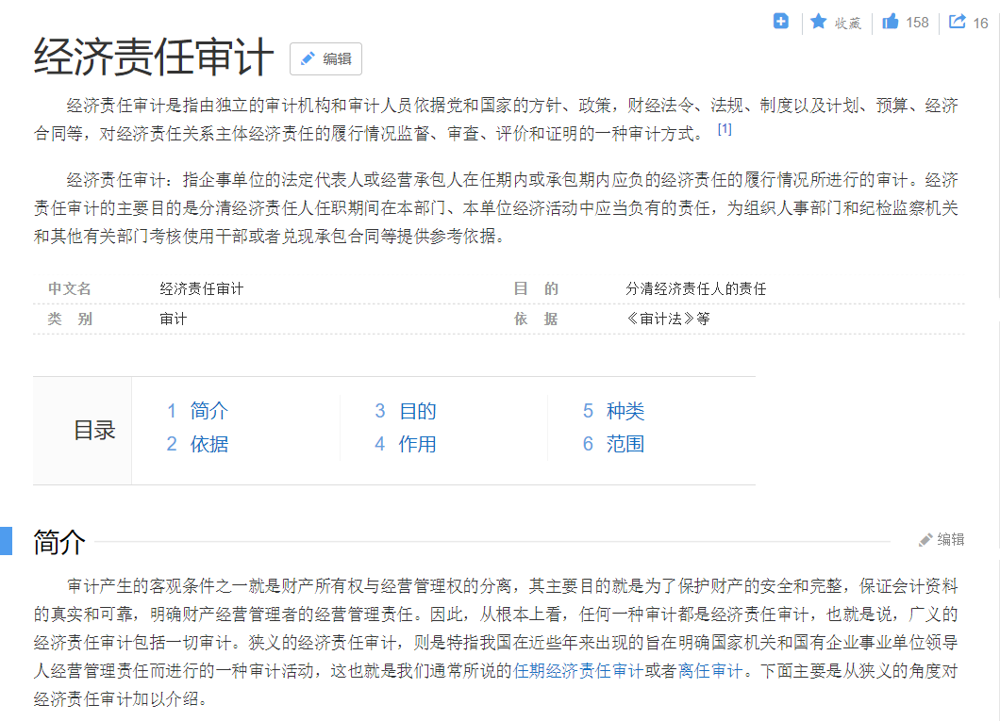 收藏 158 16
经济责任审计 编辑
经济责任审计是指由独立的审计机构和审计人员依据党和国家的方针、政策，财经法令、法规、制度以及计划、预算、经济
合同等，对经济责任关系主体经济责任的履行情况监督、审查、评价和证明的一种审计方式。 [1]
经济责任审计：指企事单位的法定代表人或经营承包人在任期内或承包期内应负的经济责任的履行情况所进行的审计。经济
责任审计的主要目的是分清经济责任人任职期间在本部门、本单位经济活动中应当负有的责任，为组织人事部门和纪检监察机关
和其他有关部门考核使用干部或者兑现承包合同等提供参考依据。
中文名 经济责任审计 目 的 分清经济责任人的责任
类 别 审计 依 据 《审计法》等
目录
1 简介 3 目的 5 种类
2 依据 4 作用 6 范围
简介 编辑
审计产生的客观条件之一就是财产所有权与经营管理权的分离，其主要目的就是为了保护财产的安全和完整，保证会计资料
的真实和可靠，明确财产经营管理者的经营管理责任。因此，从根本上看，任何一种审计都是经济责任审计，也就是说，广义的
经济责任审计包括一切审计。狭义的经济责任审计，则是特指我国在近些年来出现的旨在明确国家机关和国有企业事业单位领导
人经营管理责任而进行的一种审计活动，这也就是我们通常所说的任期经济责任审计或者离任审计。下面主要是从狭义的角度对
经济责任审计加以介绍。